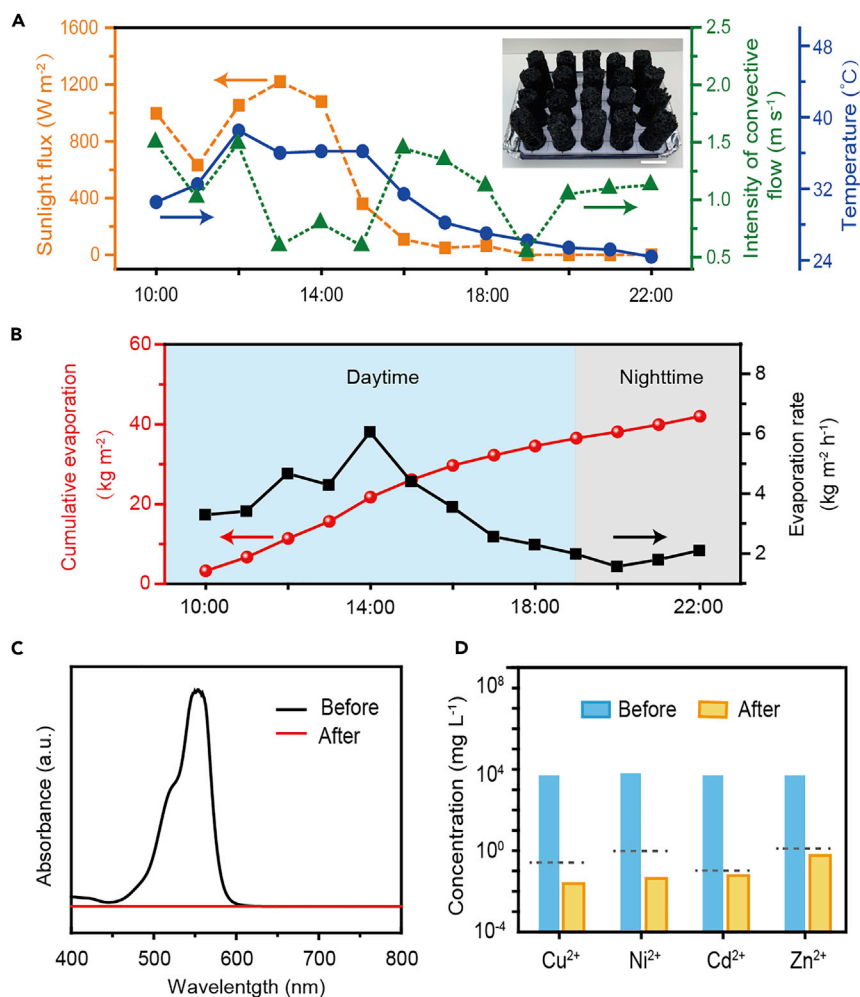 A
Sunlight flux (W m⁻²)
1600
1200
800
400
0
10:00
14:00
18:00
22:00
2.5
2.0
1.5
1.0
0.5
Intensity of convective
flow (m s⁻¹)
48
40
32
24
Temperature (°C)
B
Cumulative evaporation
(kg m⁻²)
60
40
20
0
Daytime
Nighttime
10:00
14:00
18:00
22:00
8
6
4
2
Evaporation rate
(kg m⁻² h⁻¹)
C
Absorbance (a.u.)
Before
After
400
500
600
700
800
Wavelentgth (nm)
D
Concentration (mg L⁻¹)
10⁸
10⁴
10⁰
10⁻⁴
Before
After
Cu²⁺
Ni²⁺
Cd²⁺
Zn²⁺